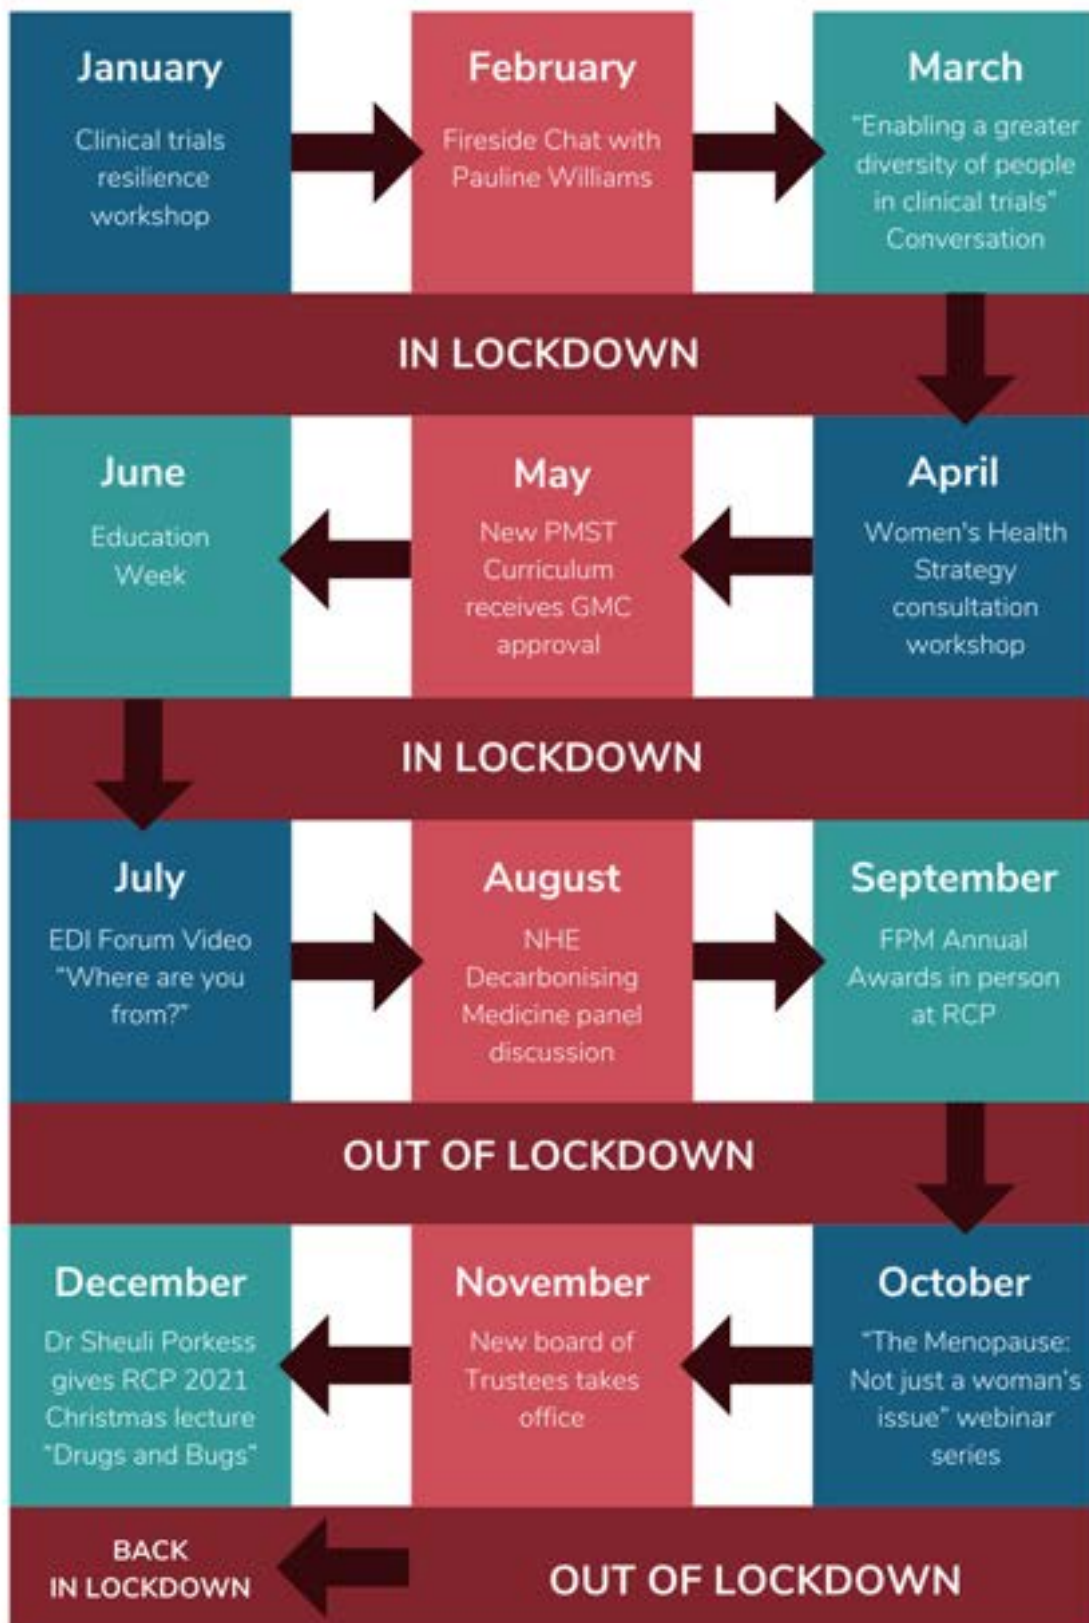 January
Clinical trials
resilience
workshop
February
Fireside Chat with
Pauline Williams
March
“Enabling a greater
diversity of people
in clinical trials”
Conversation
IN LOCKDOWN
April
Women's Health
Strategy
consultation
workshop
May
New PMST
Curriculum
receives GMC
approval
June
Education
Week
IN LOCKDOWN
July
EDI Forum Video
“Where are you
from?”
August
NHE
Decarbonising
Medicine panel
discussion
September
FPM Annual
Awards in person
at RCP
OUT OF LOCKDOWN
October
“The Menopause:
Not just a woman's
issue” webinar
series
November
New board of
Trustees takes
office
December
Dr Sheuli Porkess
gives RCP 2021
Christmas lecture
“Drugs and Bugs”
OUT OF LOCKDOWN
BACK
IN LOCKDOWN